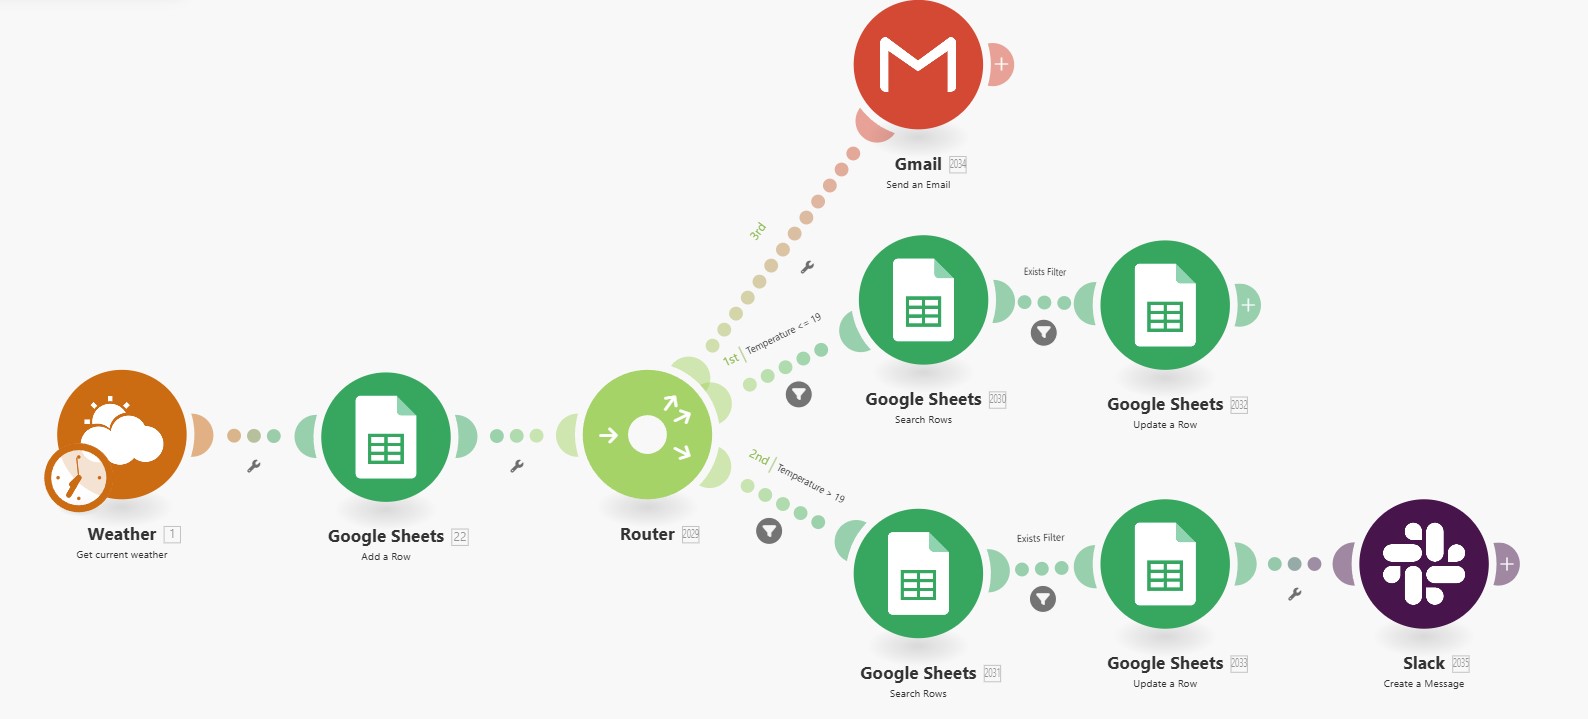 Gmail 2034
Send an Email
3rd
Exists Filter
1st | Temperature <= 19
Google Sheets 2030
Search Rows
Google Sheets 2032
Update a Row
Weather 1
Get current weather
Google Sheets 22
Add a Row
Router 2029
2nd | Temperature > 19
Exists Filter
Google Sheets 2031
Search Rows
Google Sheets 2033
Update a Row
Slack 2035
Create a Message